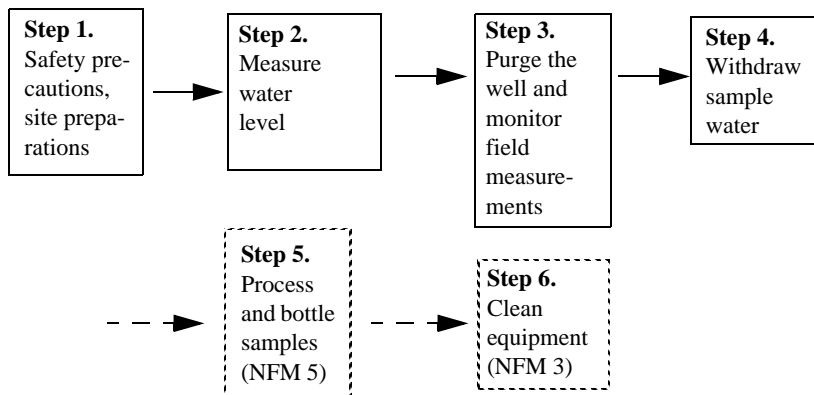 Step 1.
Safety pre-
cautions,
site prepa-
rations
Step 2.
Measure
water
level
Step 3.
Purge the
well and
monitor
field
measure-
ments
Step 4.
Withdraw
sample
water
Step 5.
Process
and bottle
samples
(NFM 5)
Step 6.
Clean
equipment
(NFM 3)